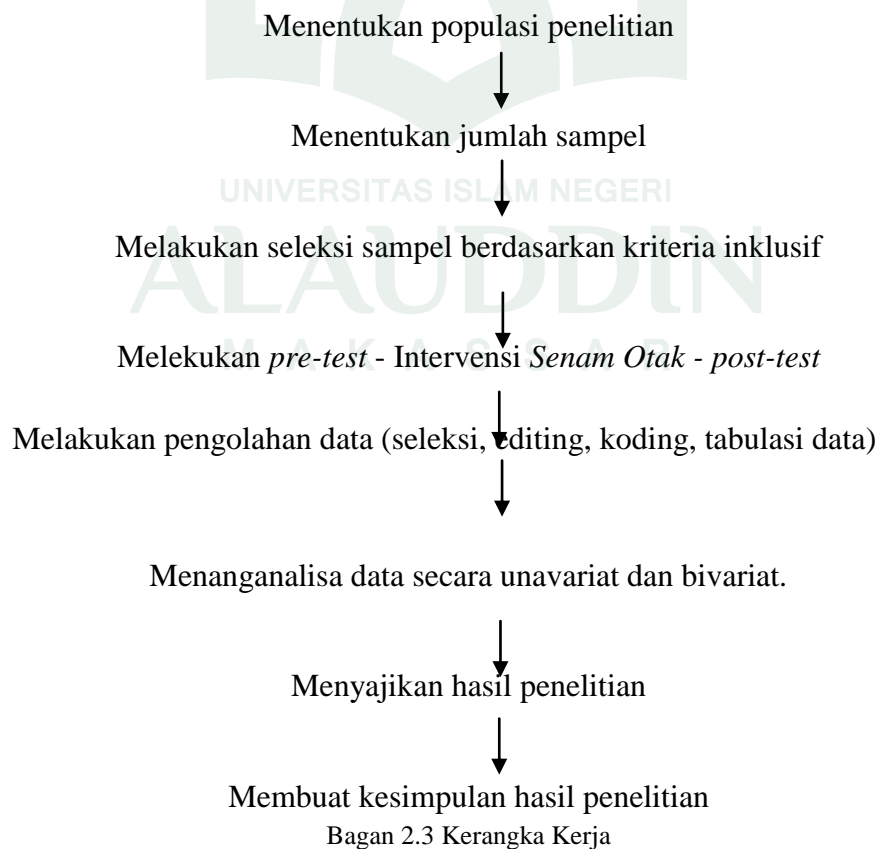 Menentukan populasi penelitian
Menentukan jumlah sampel
UNIVERSITAS ISLAM NEGERI
Melakukan seleksi sampel berdasarkan kriteria inklusif
ALAUDDIN
Melekukan pre-test - Intervensi Senam Otak - post-test
MAKASSAR
Melakukan pengolahan data (seleksi, editing, koding, tabulasi data)
Menanganalisa data secara unavariat dan bivariat.
Menyajikan hasil penelitian
Membuat kesimpulan hasil penelitian
Bagan 2.3 Kerangka Kerja